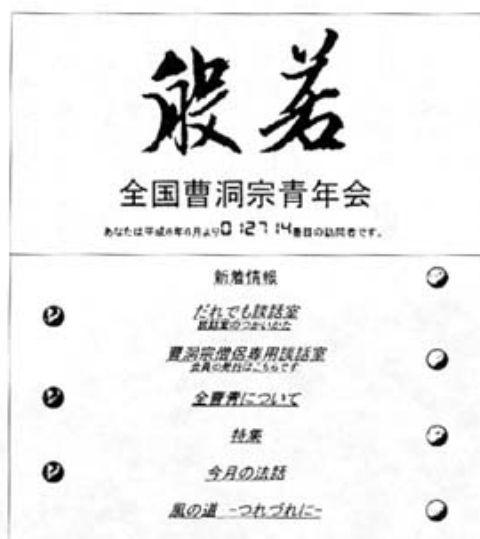 般若
全国曹洞宗青年会
あなたは平成8年6月より012714番目の訪問者です。
新着情報
だれでも談話室
談話室のつかいかた
曹洞宗僧侶専用談話室
会員の発行はこちらです
全曹青について
特集
今月の法話
風の道 -つれづれに-